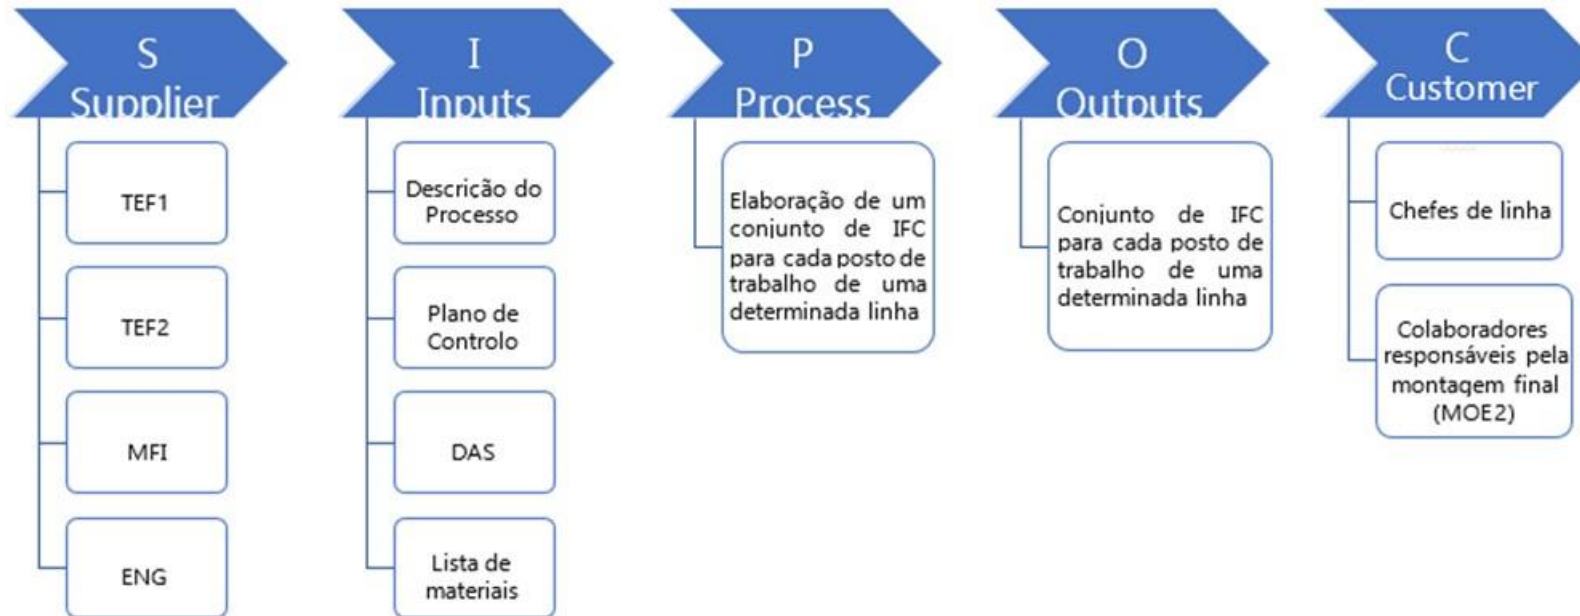 S
Supplier
TEF1
TEF2
MFI
ENG
I
Inputs
Descrição do
Processo
Plano de
Controlo
DAS
Lista de
materiais
P
Process
Elaboração de um
conjunto de IFC
para cada posto de
trabalho de uma
determinada linha
O
Outputs
Conjunto de IFC
para cada posto de
trabalho de uma
determinada linha
C
Customer
Chefes de linha
Colaboradores
responsáveis pela
montagem final
(MOE2)